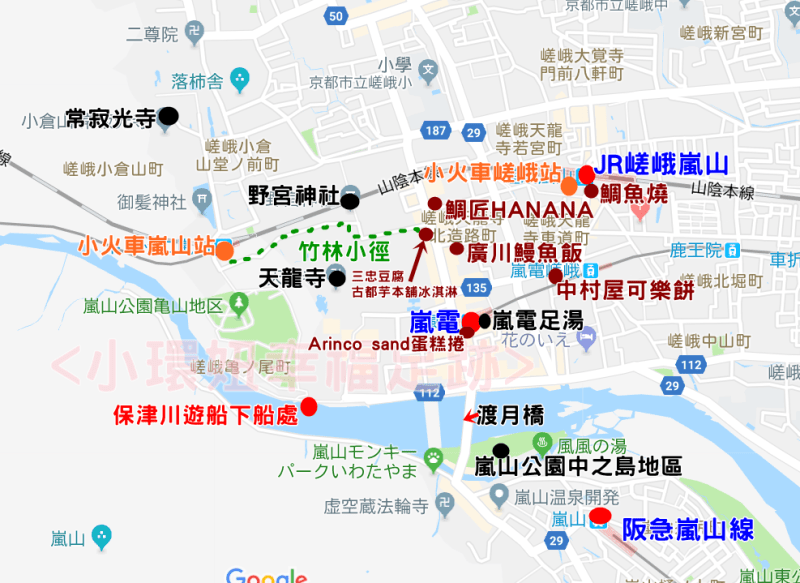 50
二尊院
京都市立嵯峨中
嵯峨新宮町
小學
京都市立嵯峨小
嵯峨大覚寺
門前八軒町
落柿舎
小倉山
常寂光寺
嵯峨小倉
山堂ノ前町
187
29
嵯峨天龍
寺若宮町
嵯峨小倉山町
線
山陰本
小火車嵯峨站
JR嵯峨嵐山
山陰本線
野宮神社
鯛魚燒
御髪神社
鯛匠HANANA
嵯峨天龍寺
北造路町
嵯峨天龍
寺車道町
小火車嵐山站
竹林小徑
廣川鰻魚飯
鹿王院
車折
天龍寺
三忠豆腐
古都芋本舖冰淇淋
嵐電嵯峨
嵯峨北堀町
中村屋可樂餅
135
嵐山公園亀山地区
嵐電
嵐電足湯
Arinco sand蛋糕捲
花のいえ
嵯峨中山町
<小環妞幸福足跡>
嵯峨亀ノ尾町
112
112
29
保津川遊船下船處
渡月橋
嵐山モンキー
パークいわたやま
風風の湯
嵐山公園中之島地區
虚空蔵法輪寺
嵐山温泉開発
嵐山
嵐山
阪急嵐山線
29
Google
嵐山東公